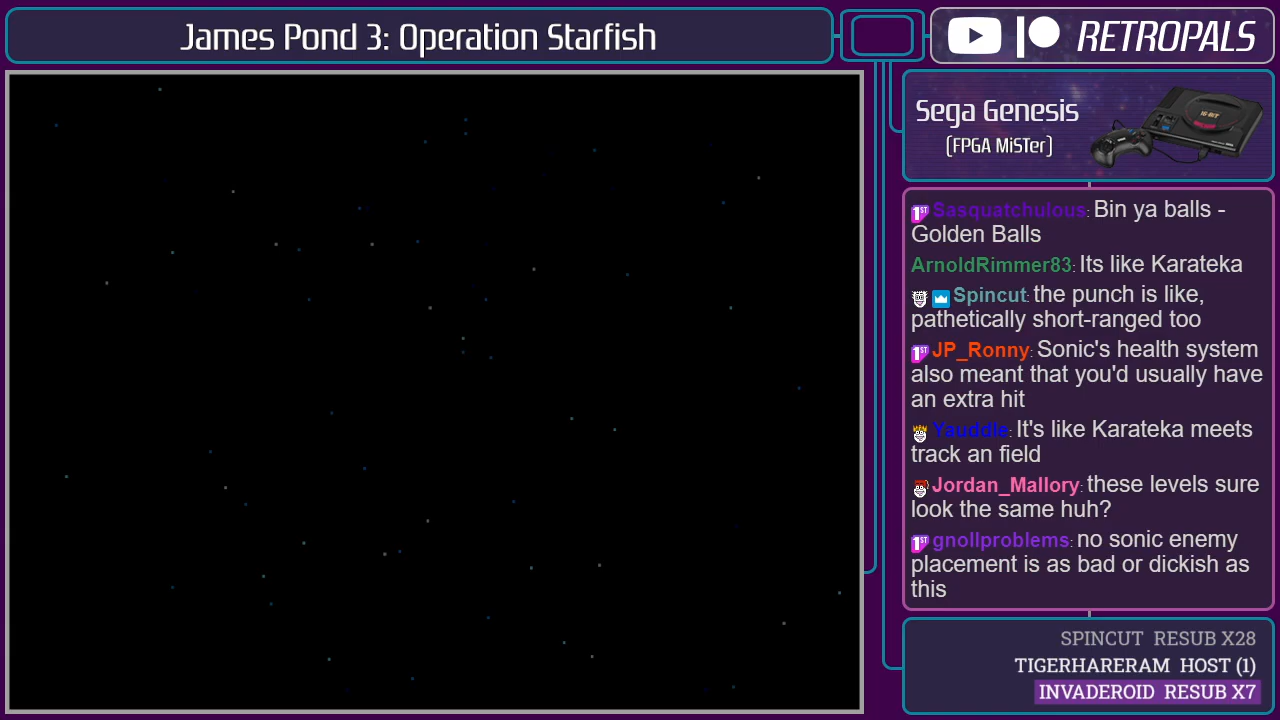 James Pond 3: Operation Starfish
RETROPALS
Sega Genesis
(FPGA MiSTer)
16-BIT
Sasquatchulous: Bin ya balls -
Golden Balls
ArnoldRimmer83: Its like Karateka
Spincut: the punch is like,
pathetically short-ranged too
JP_Ronny: Sonic's health system
also meant that you'd usually have
an extra hit
Yauddle: It's like Karateka meets
track an field
Jordan_Mallory: these levels sure
look the same huh?
gnollproblems: no sonic enemy
placement is as bad or dickish as
this
SPINCUT RESUB X28
TIGERHARERAM HOST (1)
INVADEROID RESUB X7